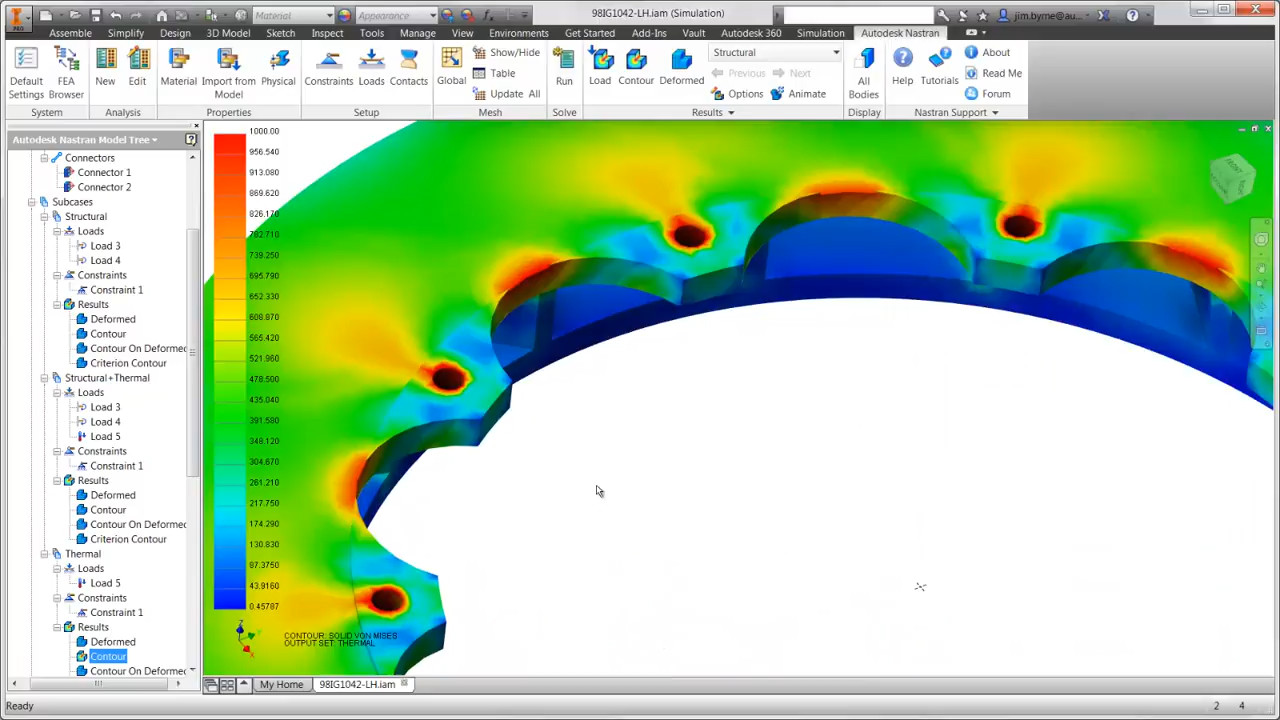 Material
Appearance
98IG1042-LH.iam (Simulation)
jim.byrne@au...
PRO
Assemble Simplify Design 3D Model Sketch Inspect Tools Manage View Environments Get Started Add-Ins Vault Autodesk 360 Simulation Autodesk Nastran
Default Settings
FEA Browser
New
Edit
Material
Import from Model
Physical
Constraints
Loads
Contacts
Global
Show/Hide
Table
Update All
Run
Load
Contour
Deformed
Structural
Previous Next
Options Animate
All Bodies
Help
Tutorials
About
Read Me
Forum
System
Analysis
Properties
Setup
Mesh
Solve
Results
Display
Nastran Support
Autodesk Nastran Model Tree
Connectors
Connector 1
Connector 2
Subcases
Structural
Loads
Load 3
Load 4
Constraints
Constraint 1
Results
Deformed
Contour
Contour On Deformed
Criterion Contour
Structural+Thermal
Loads
Load 3
Load 4
Load 5
Constraints
Constraint 1
Results
Deformed
Contour
Contour On Deformed
Criterion Contour
Thermal
Loads
Load 5
Constraints
Constraint 1
Results
Deformed
Contour
Contour On Deformed
1000.00
956.540
913.080
869.620
826.170
782.710
739.250
695.790
652.330
608.870
565.420
521.960
478.500
435.040
391.580
348.120
304.670
261.210
217.750
174.290
130.830
87.3750
43.9160
0.45787
CONTOUR: SOLID VON MISES
OUTPUT SET: THERMAL
FRONT
Z
X
My Home
98IG1042-LH.iam
Ready
2 4